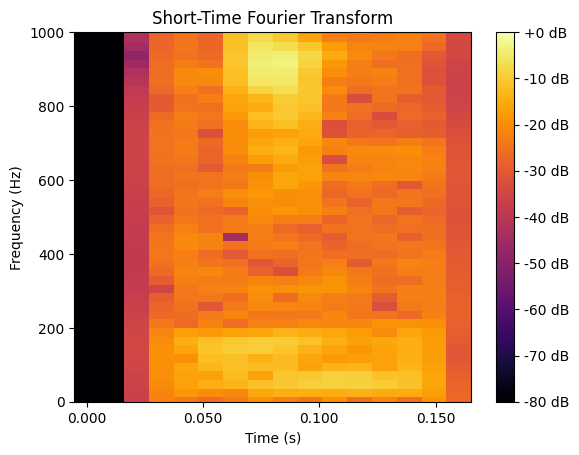 Short-Time Fourier Transform
1000
800
600
400
200
0
Frequency (Hz)
0.000
0.050
0.100
0.150
Time (s)
+0 dB
-10 dB
-20 dB
-30 dB
-40 dB
-50 dB
-60 dB
-70 dB
-80 dB